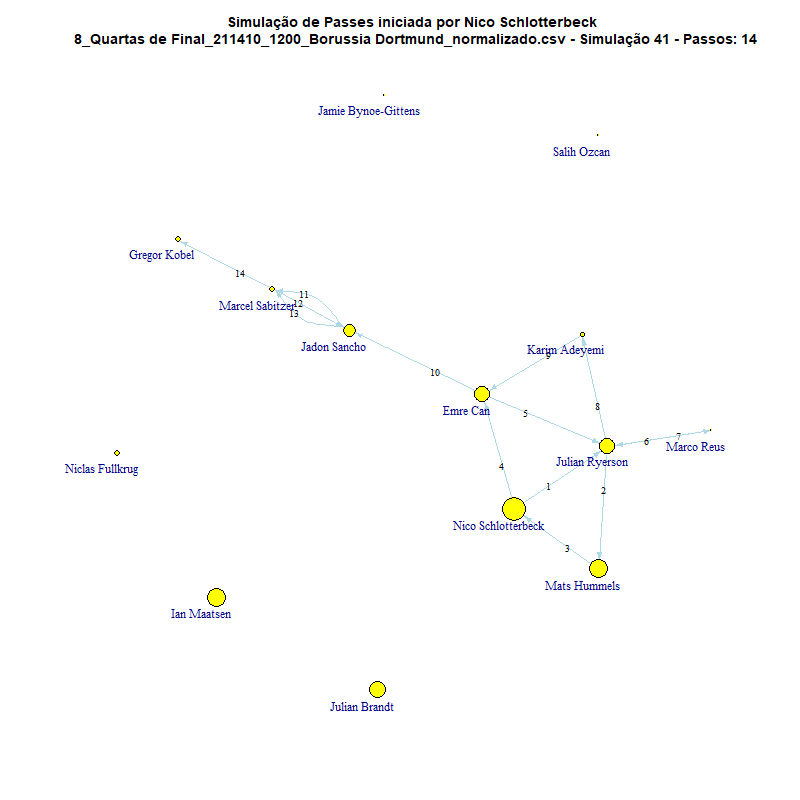 Simulação de Passes iniciada por Nico Schlotterbeck
8_Quartas de Final_211410_1200_Borussia Dortmund_normalizado.csv - Simulação 41 - Passos: 14
Jamie Bynoe-Gittens
Salih Ozcan
Gregor Kobel
14
Marcel Sabitzer
11
12
13
Jadon Sancho
Karim Adeyemi
9
10
Emre Can
5
8
6
7
Marco Reus
Julian Ryerson
Niclas Fullkrug
4
1
2
Nico Schlotterbeck
3
Mats Hummels
Ian Maatsen
Julian Brandt